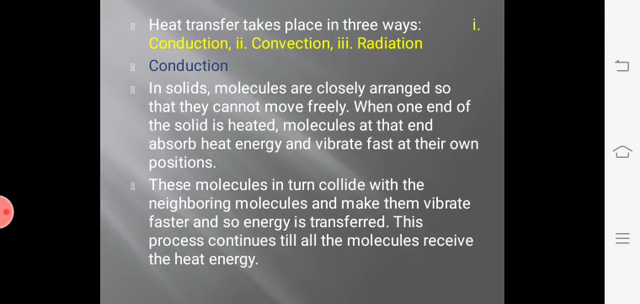 Heat transfer takes place in three ways: i.
Conduction, ii. Convection, iii. Radiation
Conduction
In solids, molecules are closely arranged so
that they cannot move freely. When one end of
the solid is heated, molecules at that end
absorb heat energy and vibrate fast at their own
positions.
These molecules in turn collide with the
neighboring molecules and make them vibrate
faster and so energy is transferred. This
process continues till all the molecules receive
the heat energy.